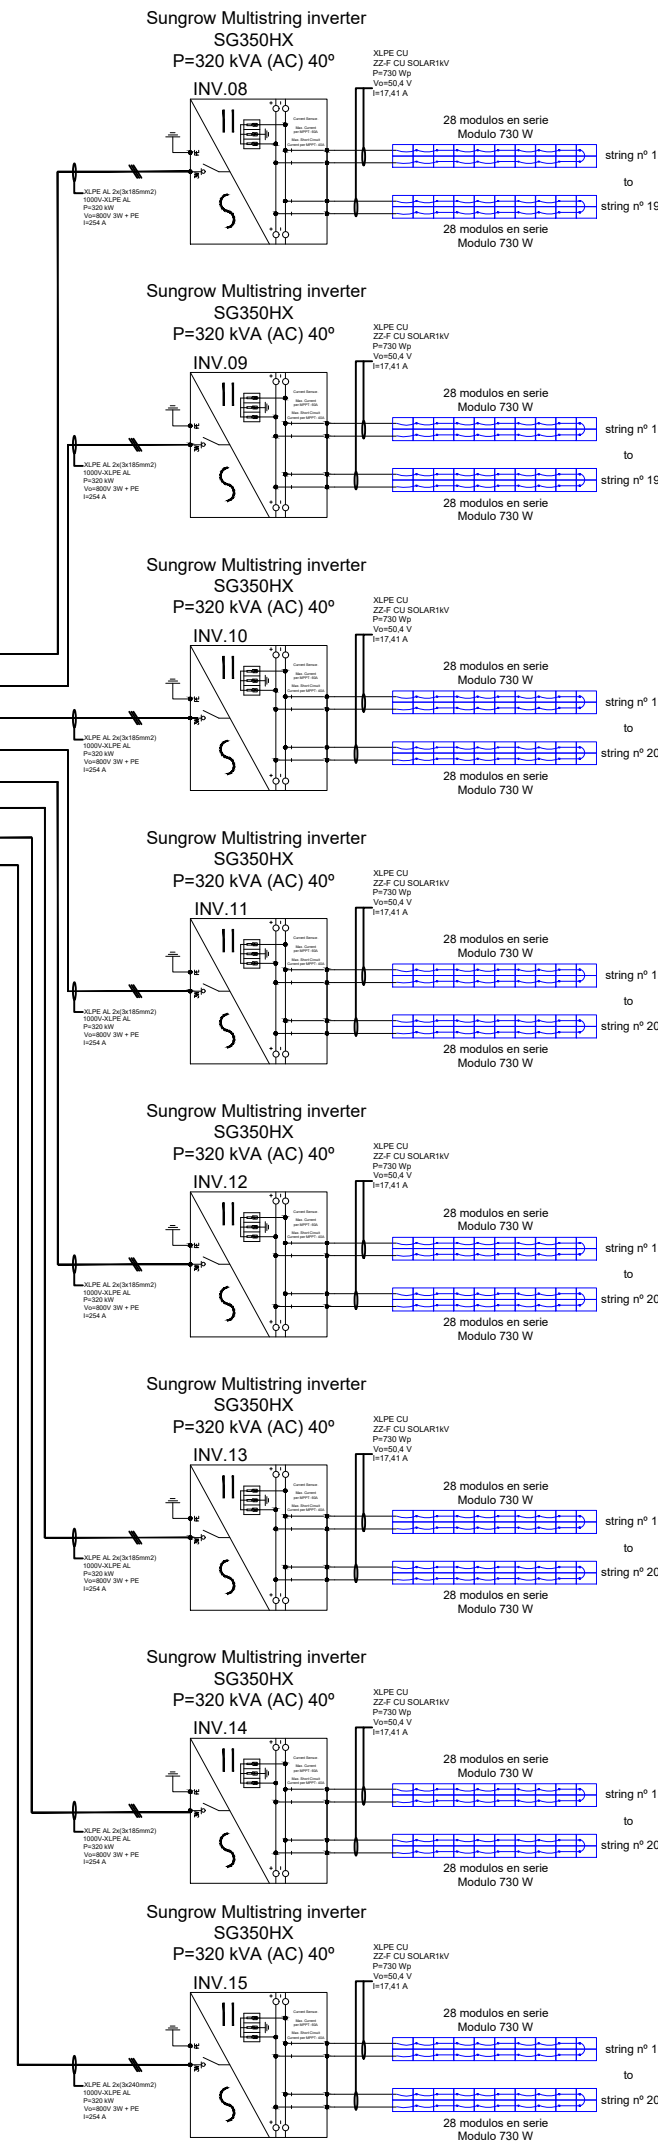 Sungrow Multistring inverter
SG350HX
P=320 kVA (AC) 40º
INV.08
XLPE CU
ZZ-F CU SOLAR1kV
P=730 Wp
Vo=50,4 V
I=17,41 A
28 modulos en serie
Modulo 730 W
string nº 1
to
string nº 19
28 modulos en serie
Modulo 730 W
PE
XLPE AL 2x(3x185mm2)
1000V-XLPE AL
P=320 kW
Vo=800V 3W + PE
I=254 A
Sungrow Multistring inverter
SG350HX
P=320 kVA (AC) 40º
INV.09
XLPE CU
ZZ-F CU SOLAR1kV
P=730 Wp
Vo=50,4 V
I=17,41 A
28 modulos en serie
Modulo 730 W
string nº 1
to
string nº 19
28 modulos en serie
Modulo 730 W
PE
XLPE AL 2x(3x185mm2)
1000V-XLPE AL
P=320 kW
Vo=800V 3W + PE
I=254 A
Sungrow Multistring inverter
SG350HX
P=320 kVA (AC) 40º
INV.10
XLPE CU
ZZ-F CU SOLAR1kV
P=730 Wp
Vo=50,4 V
I=17,41 A
28 modulos en serie
Modulo 730 W
string nº 1
to
string nº 20
28 modulos en serie
Modulo 730 W
PE
XLPE AL 2x(3x185mm2)
1000V-XLPE AL
P=320 kW
Vo=800V 3W + PE
I=254 A
Sungrow Multistring inverter
SG350HX
P=320 kVA (AC) 40º
INV.11
XLPE CU
ZZ-F CU SOLAR1kV
P=730 Wp
Vo=50,4 V
I=17,41 A
28 modulos en serie
Modulo 730 W
string nº 1
to
string nº 20
28 modulos en serie
Modulo 730 W
PE
XLPE AL 2x(3x185mm2)
1000V-XLPE AL
P=320 kW
Vo=800V 3W + PE
I=254 A
Sungrow Multistring inverter
SG350HX
P=320 kVA (AC) 40º
INV.12
XLPE CU
ZZ-F CU SOLAR1kV
P=730 Wp
Vo=50,4 V
I=17,41 A
28 modulos en serie
Modulo 730 W
string nº 1
to
string nº 20
28 modulos en serie
Modulo 730 W
PE
XLPE AL 2x(3x185mm2)
1000V-XLPE AL
P=320 kW
Vo=800V 3W + PE
I=254 A
Sungrow Multistring inverter
SG350HX
P=320 kVA (AC) 40º
INV.13
XLPE CU
ZZ-F CU SOLAR1kV
P=730 Wp
Vo=50,4 V
I=17,41 A
28 modulos en serie
Modulo 730 W
string nº 1
to
string nº 20
28 modulos en serie
Modulo 730 W
PE
XLPE AL 2x(3x185mm2)
1000V-XLPE AL
P=320 kW
Vo=800V 3W + PE
I=254 A
Sungrow Multistring inverter
SG350HX
P=320 kVA (AC) 40º
INV.14
XLPE CU
ZZ-F CU SOLAR1kV
P=730 Wp
Vo=50,4 V
I=17,41 A
28 modulos en serie
Modulo 730 W
string nº 1
to
string nº 20
28 modulos en serie
Modulo 730 W
PE
XLPE AL 2x(3x185mm2)
1000V-XLPE AL
P=320 kW
Vo=800V 3W + PE
I=254 A
Sungrow Multistring inverter
SG350HX
P=320 kVA (AC) 40º
INV.15
XLPE CU
ZZ-F CU SOLAR1kV
P=730 Wp
Vo=50,4 V
I=17,41 A
28 modulos en serie
Modulo 730 W
string nº 1
to
string nº 20
28 modulos en serie
Modulo 730 W
PE
XLPE AL 2x(3x240mm2)
1000V-XLPE AL
P=320 kW
Vo=800V 3W + PE
I=254 A